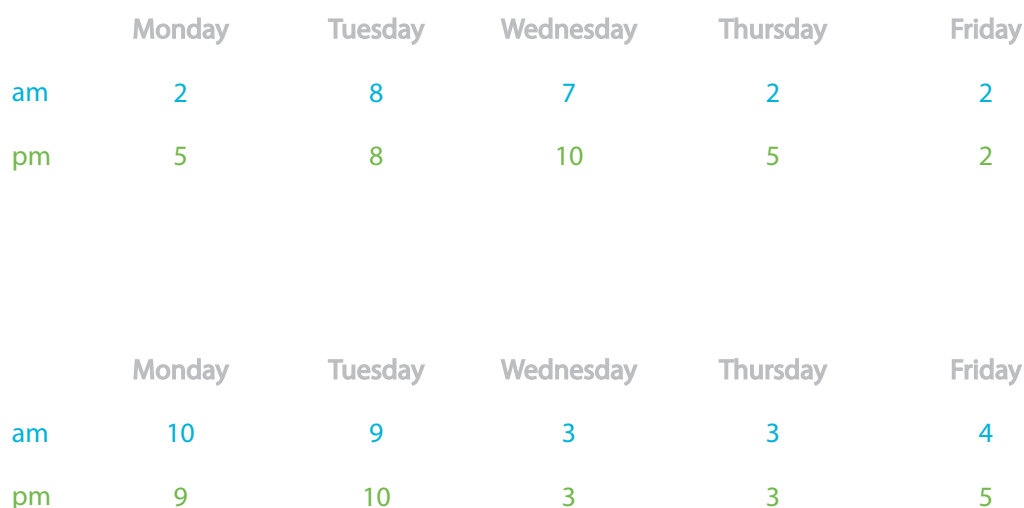 Monday Tuesday Wednesday Thursday Friday
am 2 8 7 2 2
pm 5 8 10 5 2
Monday Tuesday Wednesday Thursday Friday
am 10 9 3 3 4
pm 9 10 3 3 5